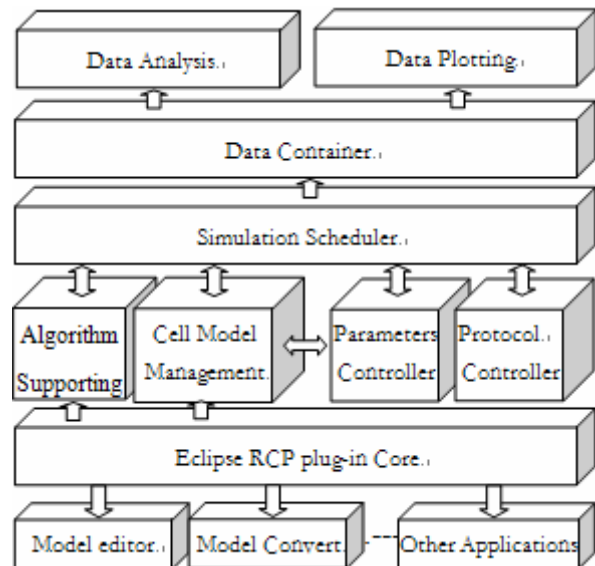 Data Analysis.
Data Plotting.
Data Container.
Simulation Scheduler.
Algorithm
Supporting
Cell Model
Management.
Parameters
Controller
Protocol.
Controller
Eclipse RCP plug-in Core.
Model editor.
Model Convert.
Other Applications